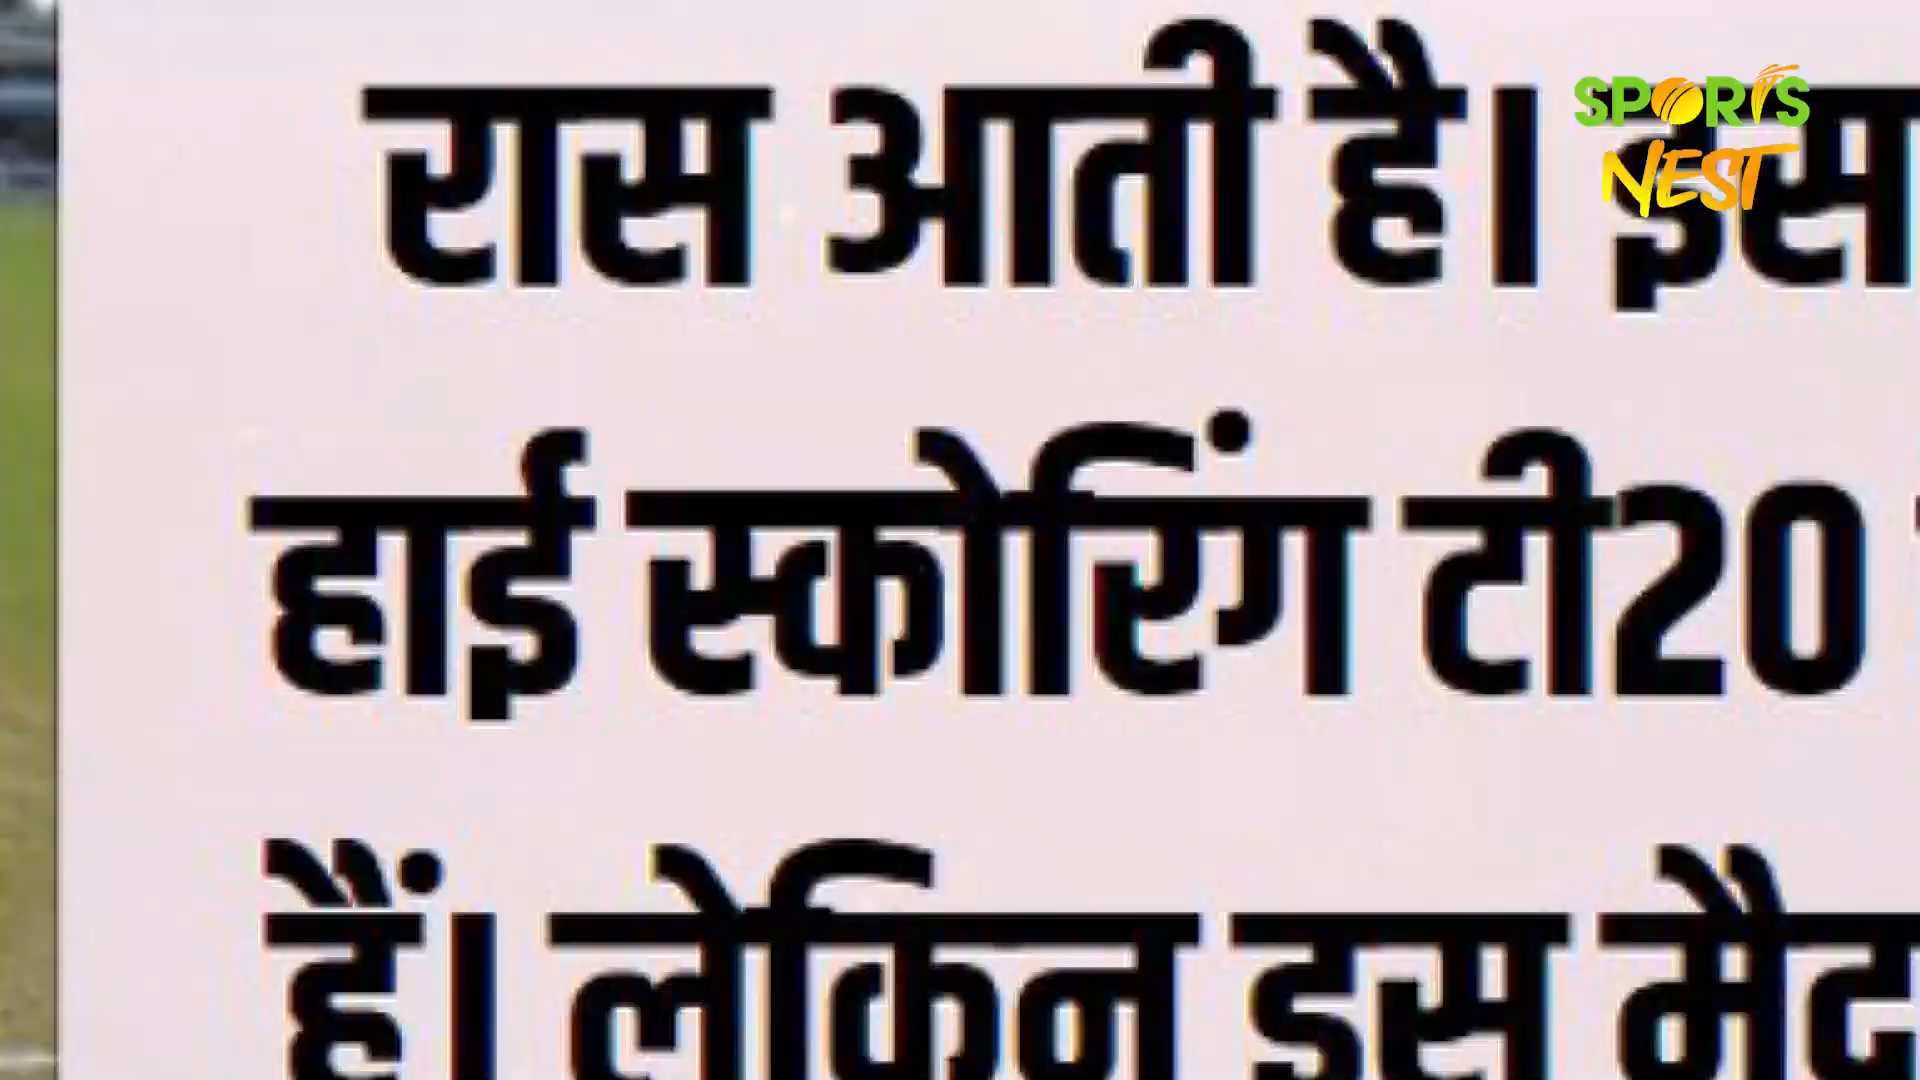 रास आती है। इस
SPORTS
NEST
हाई स्कोरिंग टी20
हैं। लेकिन इस